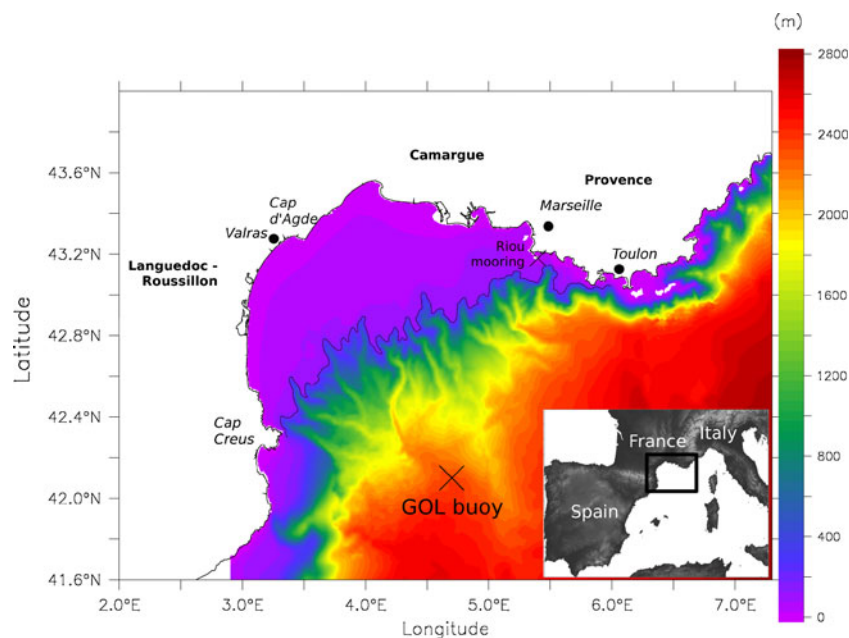 (m)
2800
2400
2000
1600
1200
800
400
0
43.6°N
43.2°N
42.8°N
42.4°N
42.0°N
41.6°N
Latitude
2.0°E
3.0°E
4.0°E
5.0°E
6.0°E
7.0°E
Longitude
Camargue
Provence
Cap
d'Agde
Valras
Marseille
Riou
mooring
Toulon
Languedoc -
Roussillon
Cap
Creus
GOL buoy
France
Italy
Spain